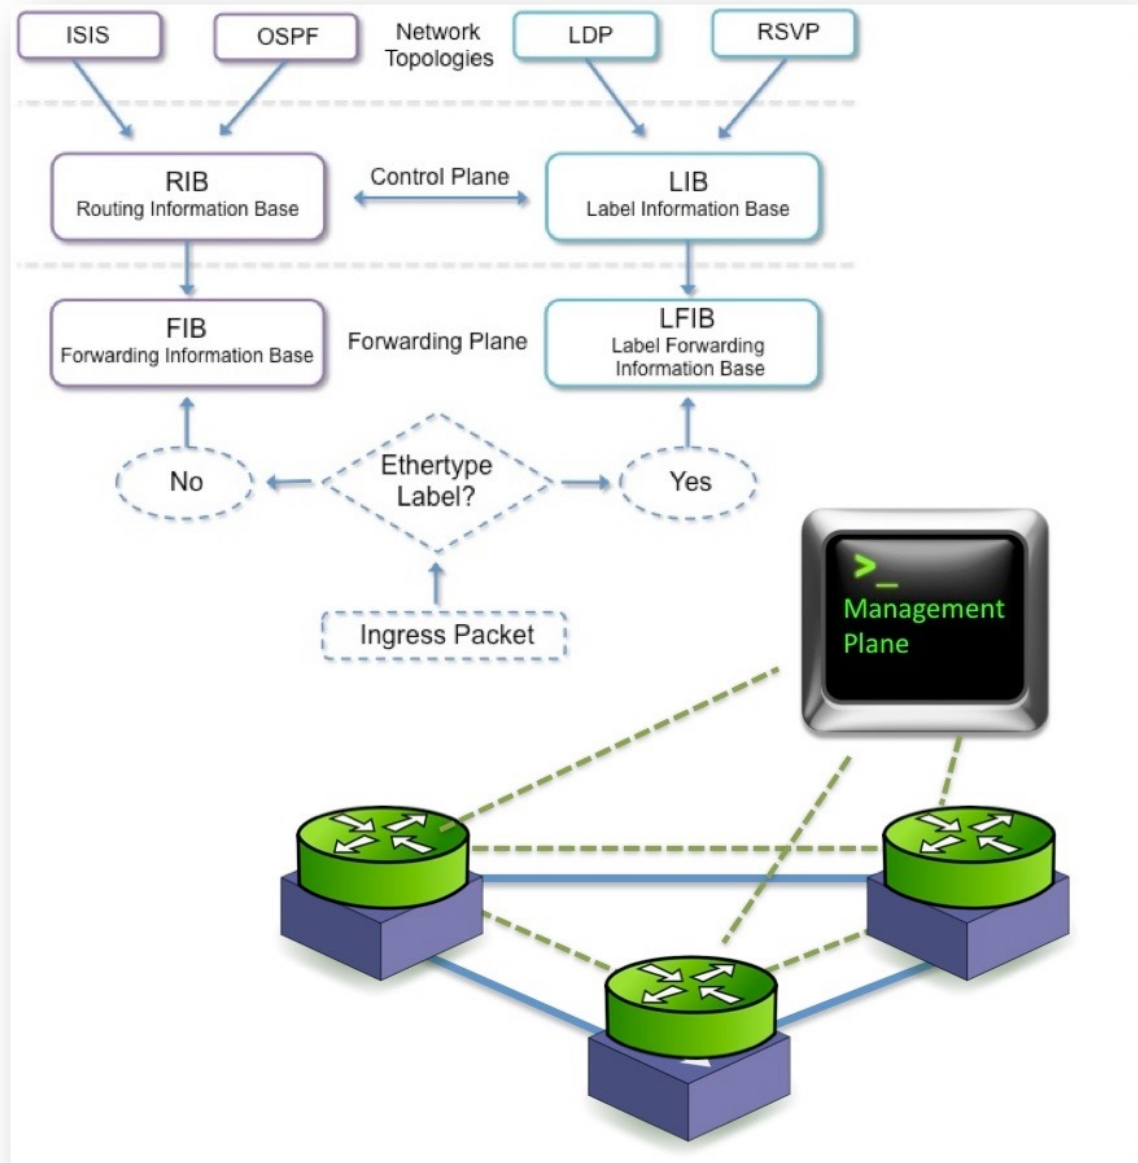 ISIS
OSPF
Network
Topologies
LDP
RSVP
RIB
Routing Information Base
Control Plane
LIB
Label Information Base
FIB
Forwarding Information Base
Forwarding Plane
LFIB
Label Forwarding
Information Base
No
Ethertype
Label?
Yes
Ingress Packet
>_
Management
Plane